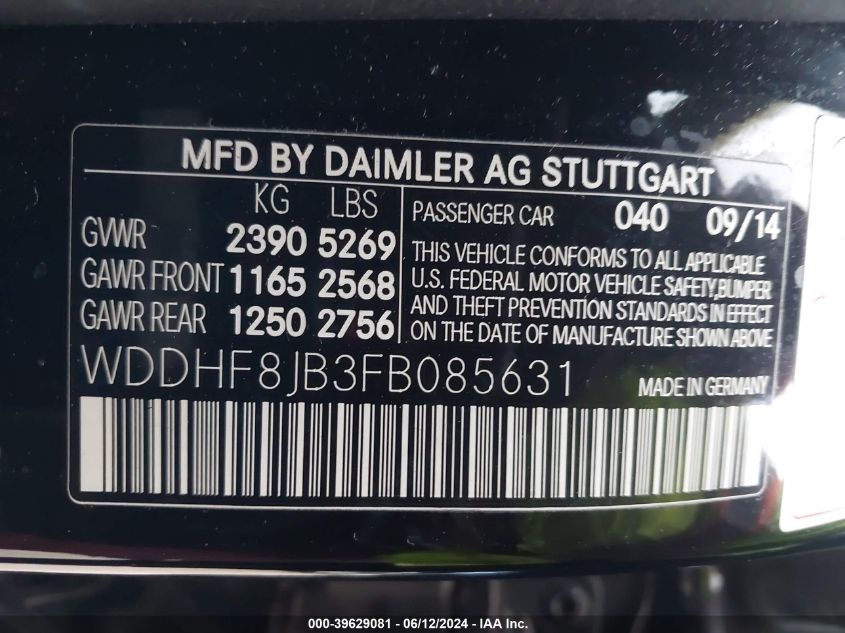 MFD BY DAIMLER AG STUTTGART
KG LBS
GVWR 2390 5269
GAWR FRONT 1165 2568
GAWR REAR 1250 2756
PASSENGER CAR 040 09/14
THIS VEHICLE CONFORMS TO ALL APPLICABLE
U.S. FEDERAL MOTOR VEHICLE SAFETY,BUMPER
AND THEFT PREVENTION STANDARDS IN EFFECT
ON THE DATE OF MANUFACTURE SHOWN ABOVE
WDDHF8JB3FB085631 MADE IN GERMANY
000-39629081 - 06/12/2024 - IAA Inc.